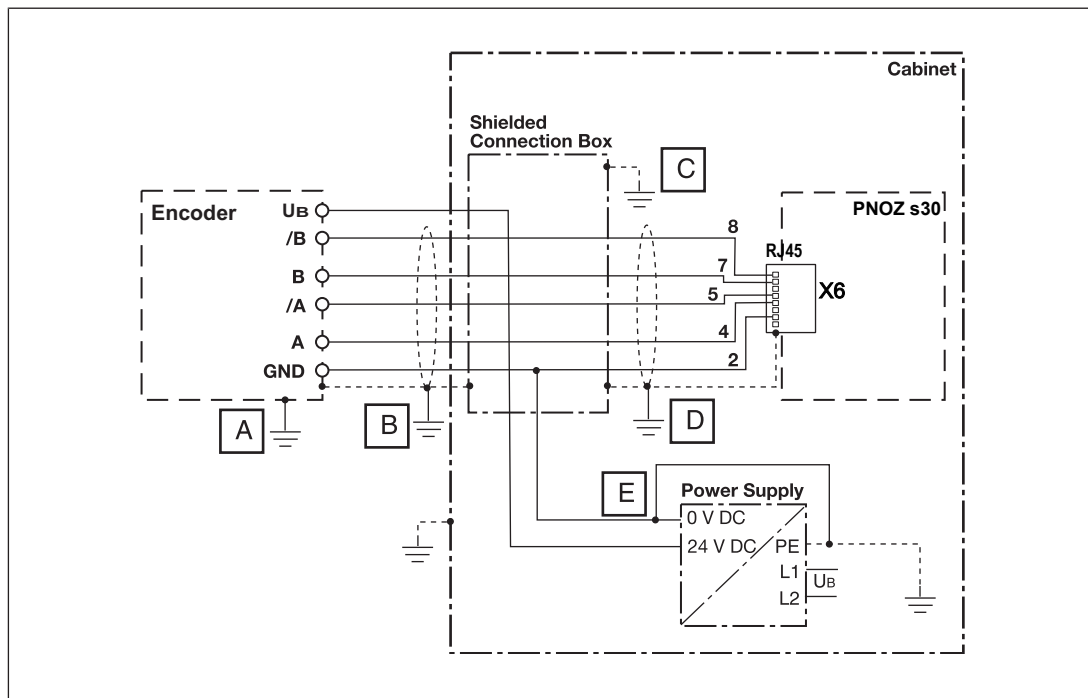 Cabinet
Shielded
Connection Box
C
Encoder
UB
/B
B
/A
A
GND
8
7
5
4
2
RJ45
X6
PNOZ s30
A
B
D
E
Power Supply
0 V DC
24 V DC
PE
L1
UB
L2